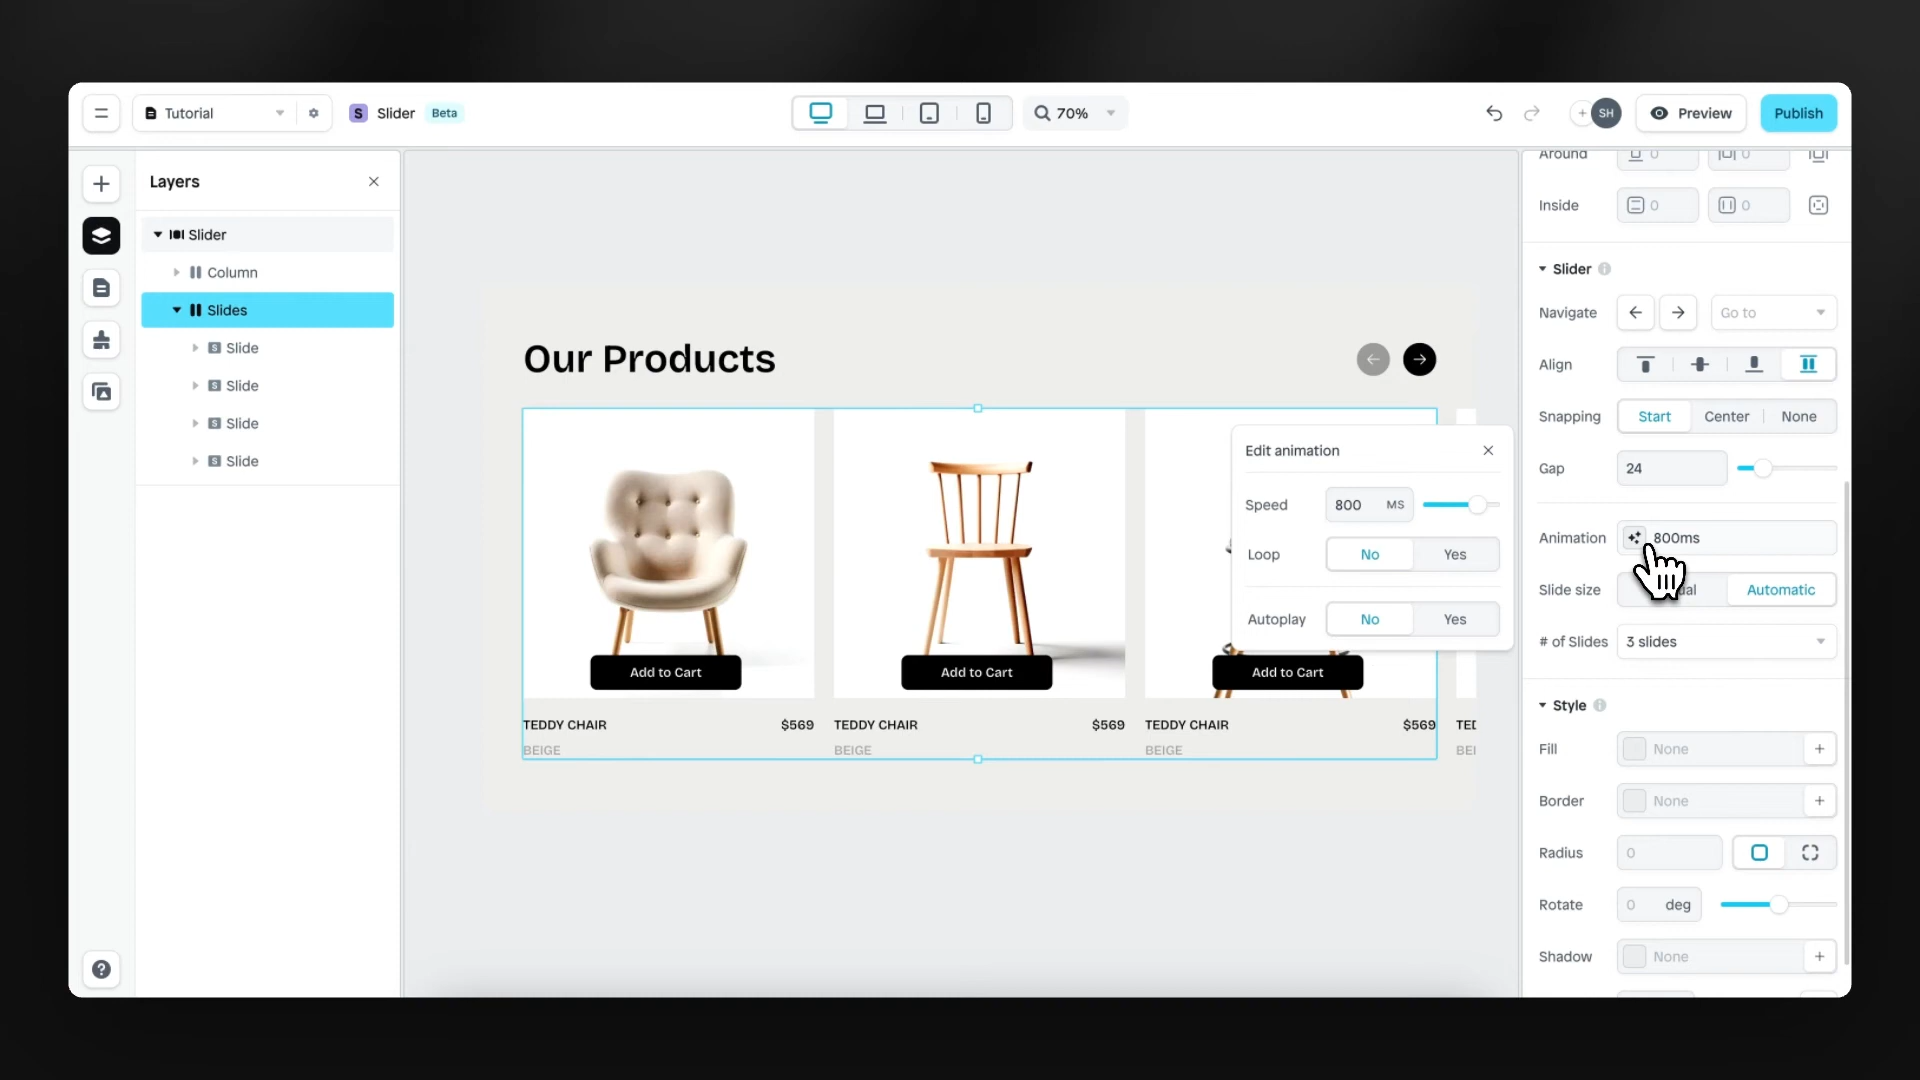 Tutorial
S Slider Beta
70%
SH
Preview
Publish
Layers
Slider
Column
Slides
S Slide
S Slide
S Slide
S Slide
Our Products
Add to Cart
Add to Cart
Add to Cart
TEDDY CHAIR $569
BEIGE
TEDDY CHAIR $569
BEIGE
TEDDY CHAIR $569
BEIGE
Edit animation
Speed 800 MS
Loop No Yes
Autoplay No Yes
Around 0 0
Inside 0 0
Slider
Navigate Go to
Align
Snapping Start Center None
Gap 24
Animation 800ms
Slide size Automatic
# of Slides 3 slides
Style
Fill None
Border None
Radius 0
Rotate 0 deg
Shadow None